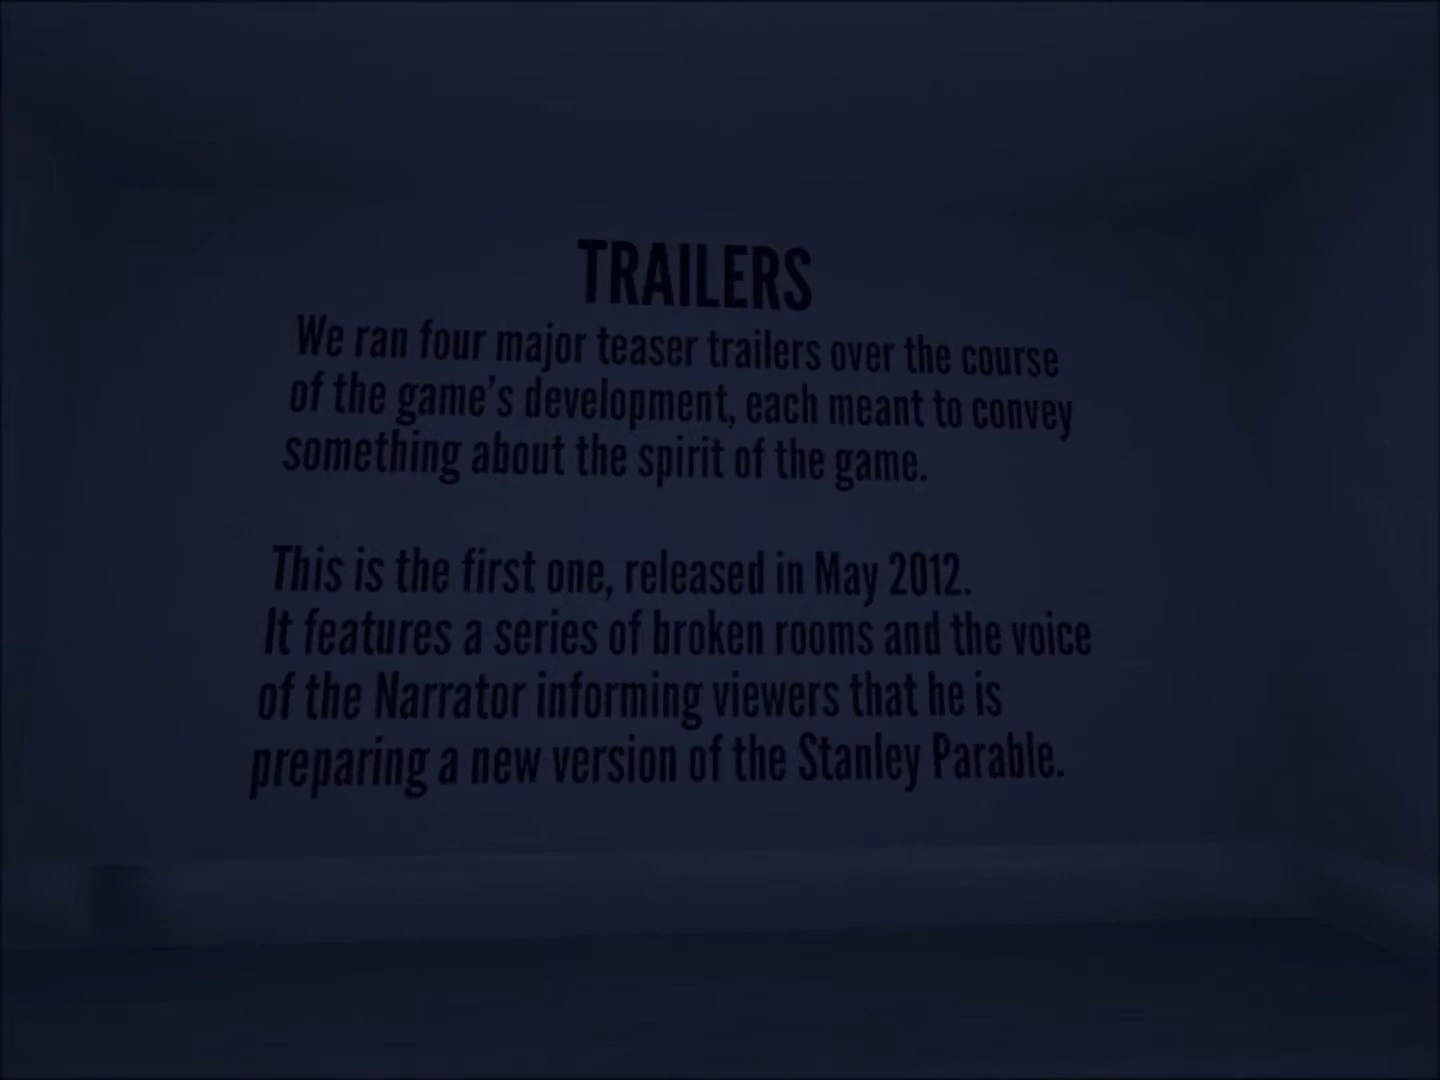 TRAILERS
We ran four major teaser trailers over the course
of the game's development, each meant to convey
something about the spirit of the game.
This is the first one, released in May 2012.
It features a series of broken rooms and the voice
of the Narrator informing viewers that he is
preparing a new version of the Stanley Parable.